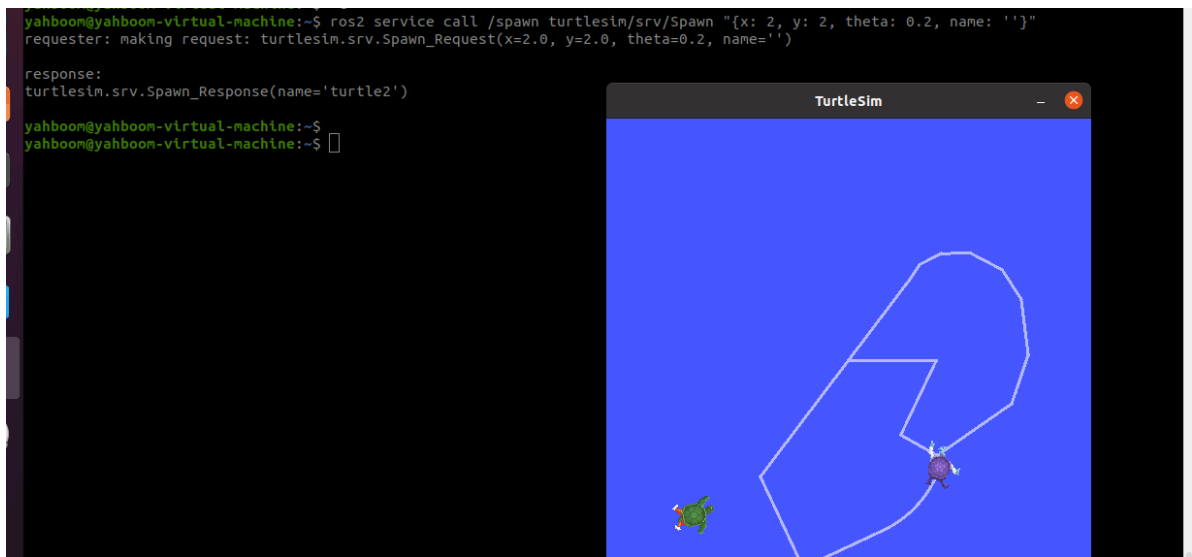 yahboom@yahboom-virtual-machine:~$ ros2 service call /spawn turtlesim/srv/Spawn "{x: 2, y: 2, theta: 0.2, name: ''}"
requester: making request: turtlesim.srv.Spawn_Request(x=2.0, y=2.0, theta=0.2, name='')
response:
turtlesim.srv.Spawn_Response(name='turtle2')
TurtleSim
yahboom@yahboom-virtual-machine:~$
yahboom@yahboom-virtual-machine:~$